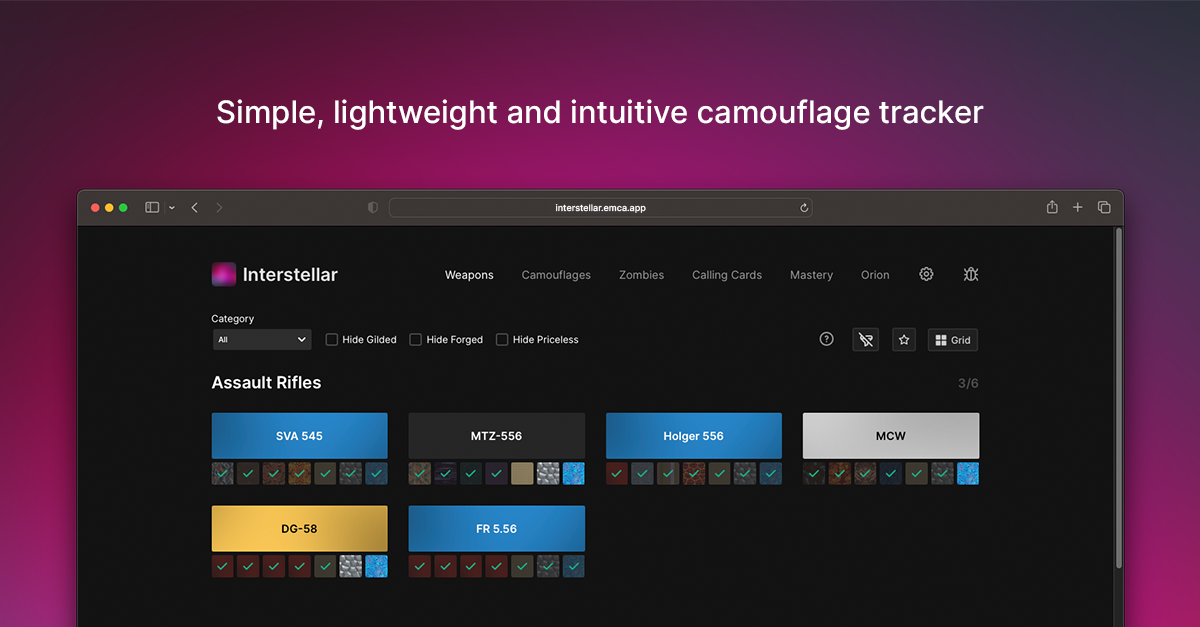 Simple, lightweight and intuitive camouflage tracker
interstellar.emca.app
Interstellar Weapons Camouflages Zombies Calling Cards Mastery Orion
Category
All Hide Gilded Hide Forged Hide Priceless Grid
Assault Rifles 3/6
SVA 545 MTZ-556 Holger 556 MCW
DG-58 FR 5.56